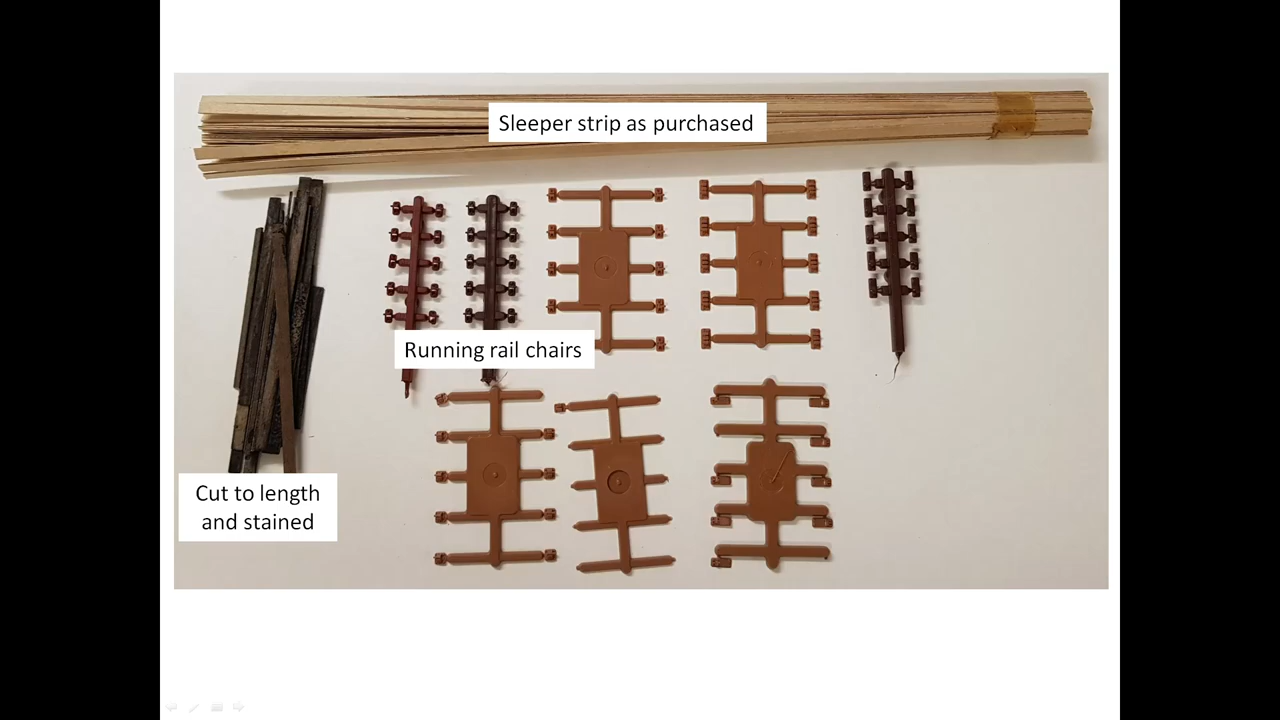 Sleeper strip as purchased
Running rail chairs
Cut to length
and stained